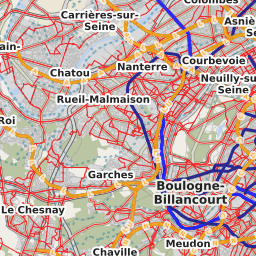 Colombes
Carrières-sur-
Seine
Asniè
ain-
Courbevoie
Nanterre
Chatou
Neuilly-sur-
Seine
Rueil-Malmaison
Roi
Garches
Boulogne-
Billancourt
Le Chesnay
Meudon
Chaville